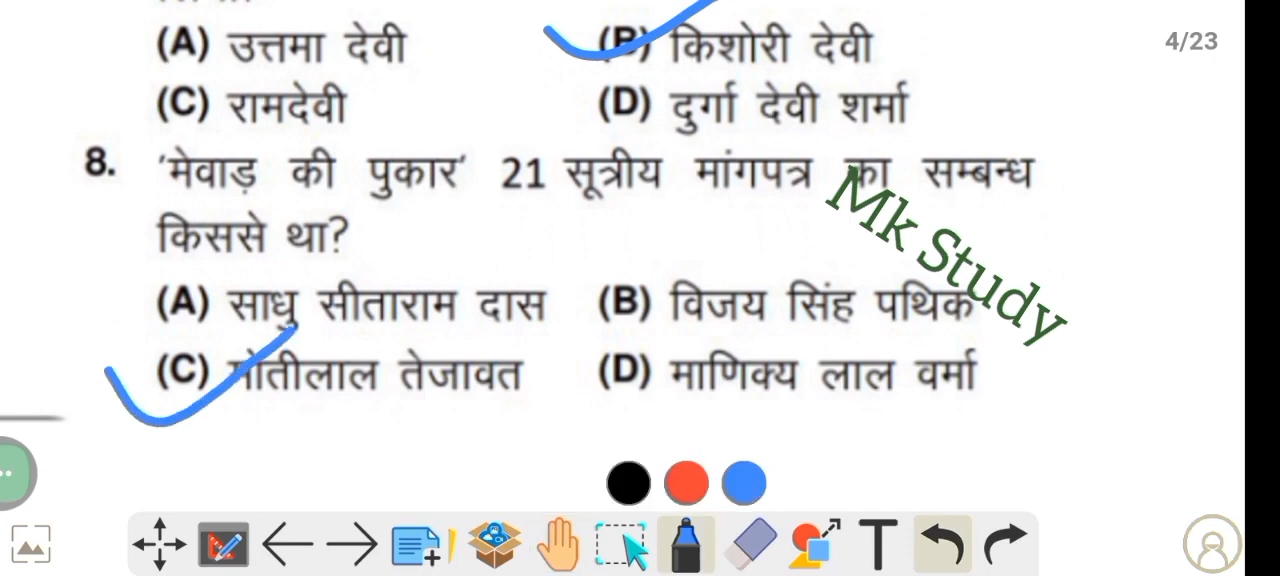 (A) उत्तमा देवी (B) किशोरी देवी
4/23
(C) रामदेवी (D) दुर्गा देवी शर्मा
8. 'मेवाड़ की पुकार' 21 सूत्रीय मांगपत्र का सम्बन्ध
किससे था?
Mk Study
(A) साधु सीताराम दास (B) विजय सिंह पथिक
(C) मोतीलाल तेजावत (D) माणिक्य लाल वर्मा
T